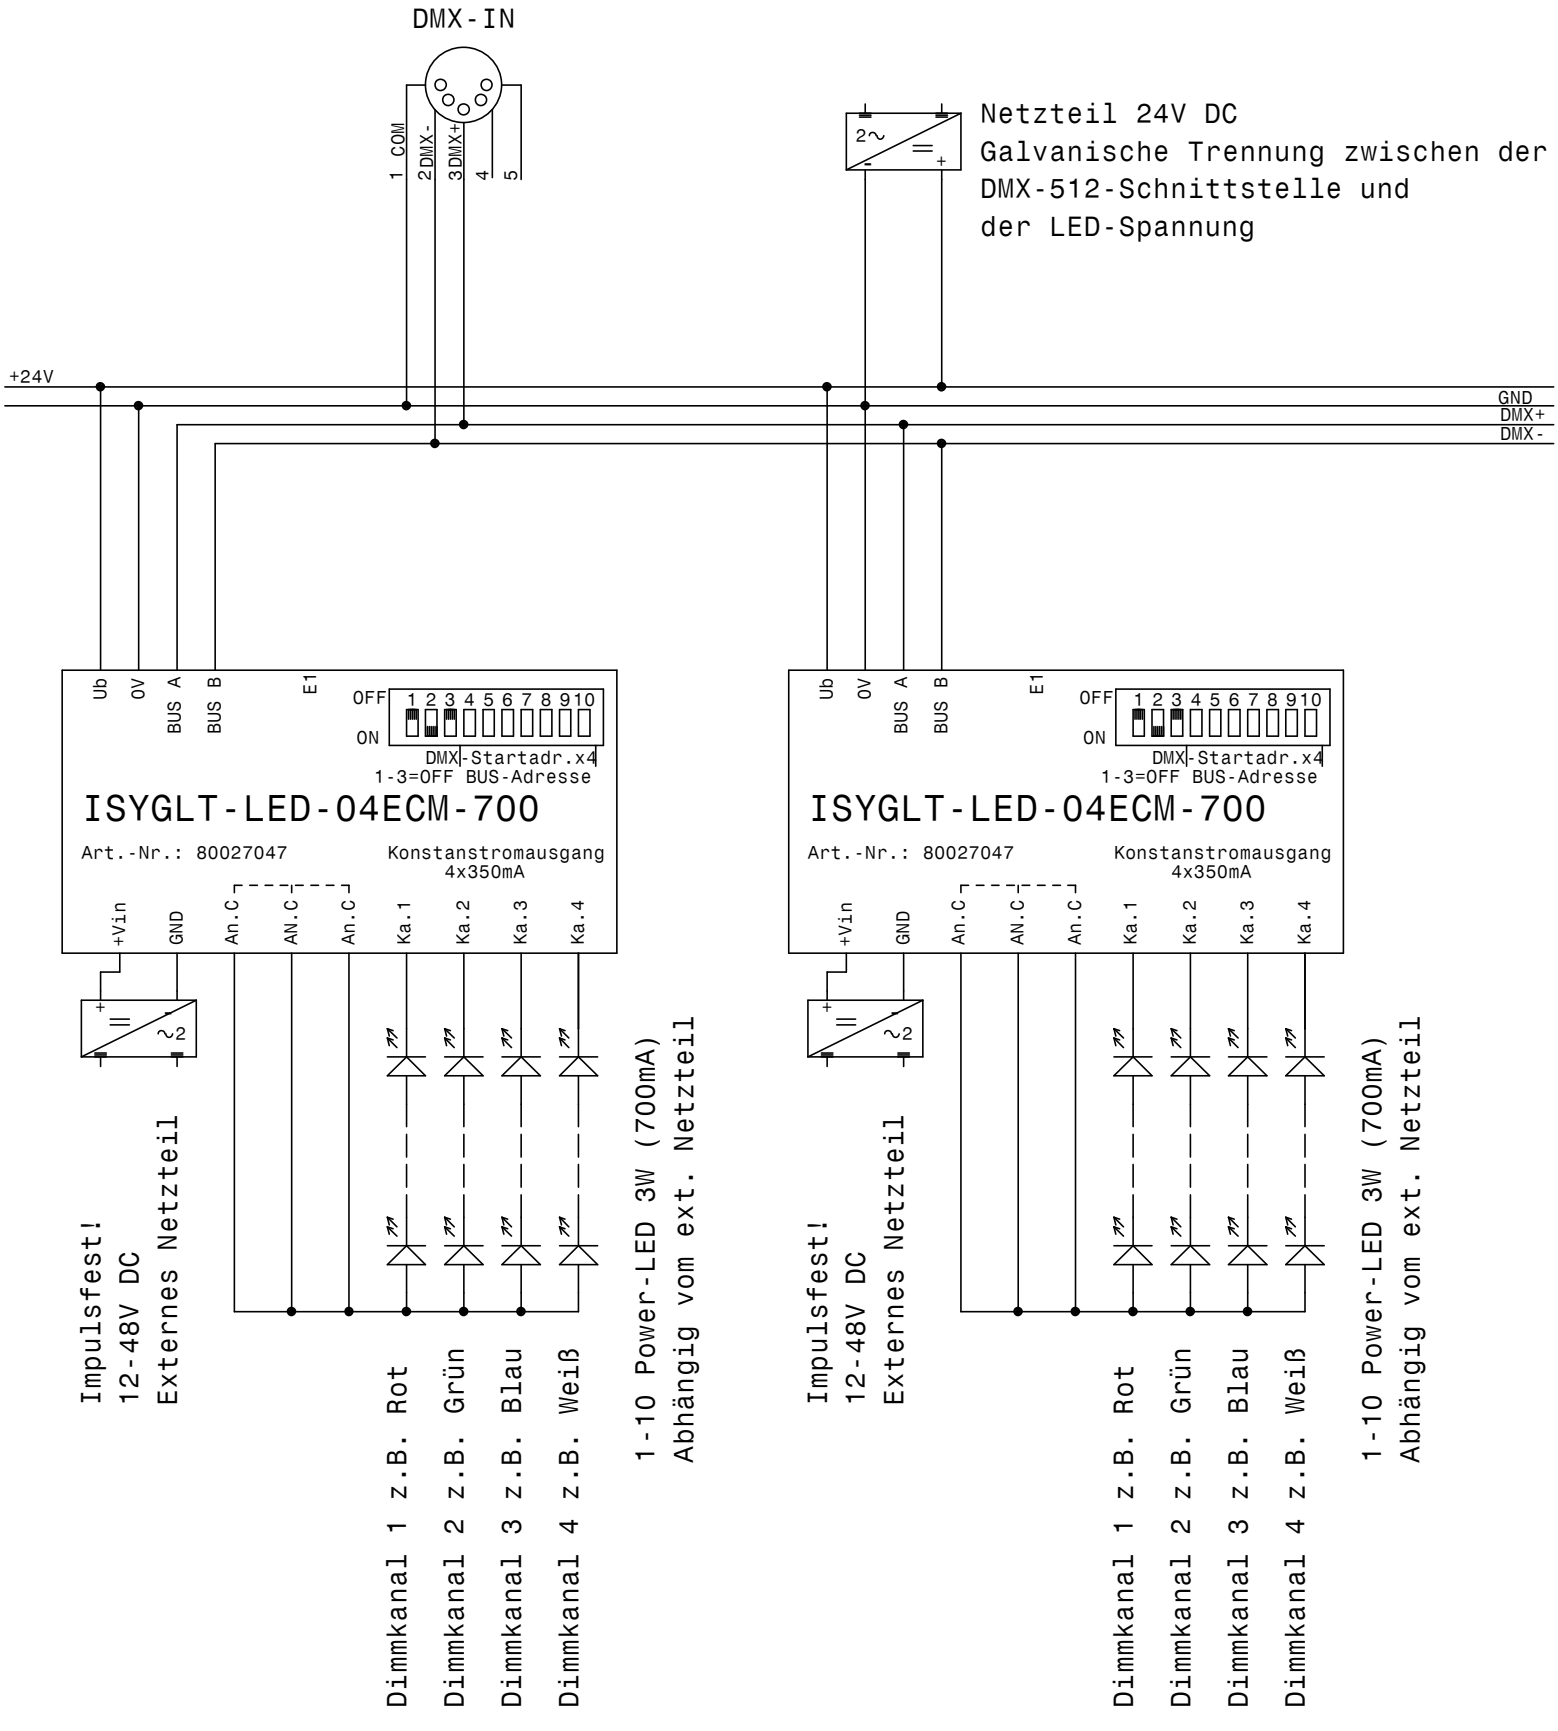 DMX-IN
1 COM
2DMX-
3DMX+
4
5
2~
=
-
+
Netzteil 24V DC
Galvanische Trennung zwischen der
DMX-512-Schnittstelle und
der LED-Spannung
+24V
GND
DMX+
DMX-
Ub
0V
BUS A
BUS B
E1
OFF
1 2 3 4 5 6 7 8 9 10
ON
DMX-Startadr.x4
1-3=OFF BUS-Adresse
ISYGLT-LED-04ECM-700
Art.-Nr.: 80027047
Konstanstromausgang
4x350mA
+Vin
GND
An.C
AN.C
An.C
Ka.1
Ka.2
Ka.3
Ka.4
+
-
=
~2
Impulsfest!
12-48V DC
Externes Netzteil
Dimmkanal 1 z.B. Rot
Dimmkanal 2 z.B. Grün
Dimmkanal 3 z.B. Blau
Dimmkanal 4 z.B. Weiß
1-10 Power-LED 3W (700mA)
Abhängig vom ext. Netzteil
Ub
0V
BUS A
BUS B
E1
OFF
1 2 3 4 5 6 7 8 9 10
ON
DMX-Startadr.x4
1-3=OFF BUS-Adresse
ISYGLT-LED-04ECM-700
Art.-Nr.: 80027047
Konstanstromausgang
4x350mA
+Vin
GND
An.C
AN.C
An.C
Ka.1
Ka.2
Ka.3
Ka.4
+
-
=
~2
Impulsfest!
12-48V DC
Externes Netzteil
Dimmkanal 1 z.B. Rot
Dimmkanal 2 z.B. Grün
Dimmkanal 3 z.B. Blau
Dimmkanal 4 z.B. Weiß
1-10 Power-LED 3W (700mA)
Abhängig vom ext. Netzteil